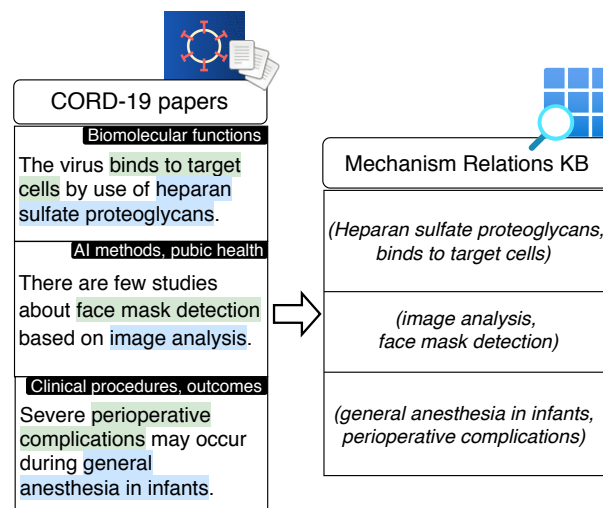 CORD-19 papers
Biomolecular functions
The virus binds to target
cells by use of heparan
sulfate proteoglycans.
AI methods, pubic health
There are few studies
about face mask detection
based on image analysis.
Clinical procedures, outcomes
Severe perioperative
complications may occur
during general
anesthesia in infants.
Mechanism Relations KB
(Heparan sulfate proteoglycans,
binds to target cells)
(image analysis,
face mask detection)
(general anesthesia in infants,
perioperative complications)